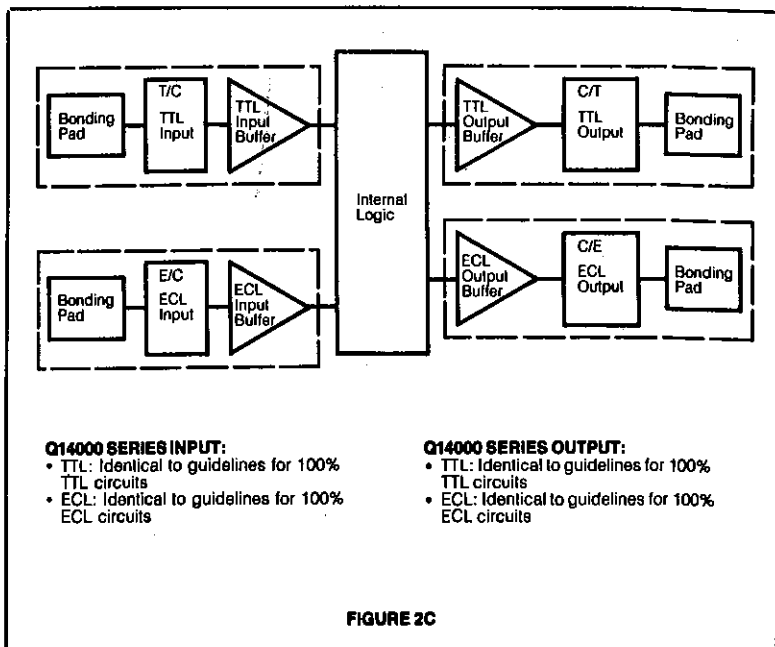 Bonding
Pad
T/C
TTL
Input
TTL
Input
Buffer
Internal
Logic
TTL
Output
Buffer
C/T
TTL
Output
Bonding
Pad
Bonding
Pad
E/C
ECL
Input
ECL
Input
Buffer
ECL
Output
Buffer
C/E
ECL
Output
Bonding
Pad
Q14000 SERIES INPUT:
• TTL: Identical to guidelines for 100%
TTL circuits
• ECL: Identical to guidelines for 100%
ECL circuits
Q14000 SERIES OUTPUT:
• TTL: Identical to guidelines for 100%
TTL circuits
• ECL: Identical to guidelines for 100%
ECL circuits
FIGURE 2C